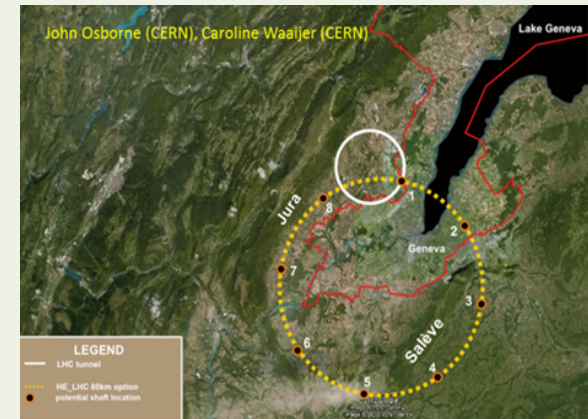 John Osborne (CERN), Caroline Waaijer (CERN)
Lake Geneva
Jura
8
1
2
Geneva
7
3
Salève
6
4
5
LEGEND
LHC tunnel
HE_LHC 80km option
potential shaft location